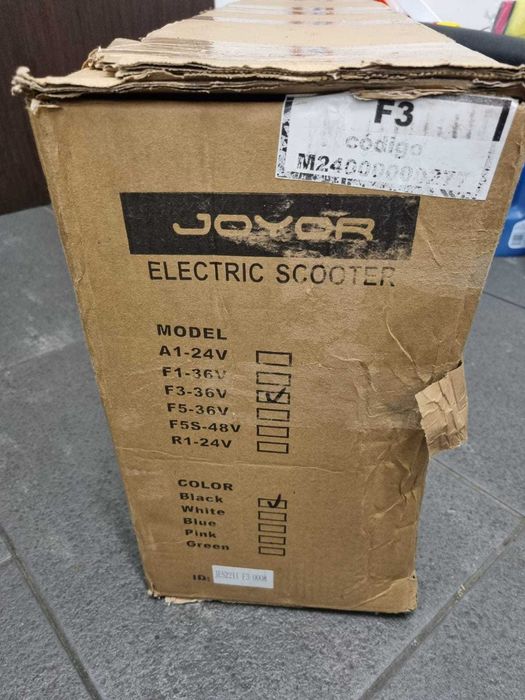 F3
código
JOYOR
ELECTRIC SCOOTER
MODEL
A1-24V
F1-36V
F3-36V
F5-36V
F5S-48V
R1-24V
COLOR
Black
White
Blue
Pink
Green
ID: